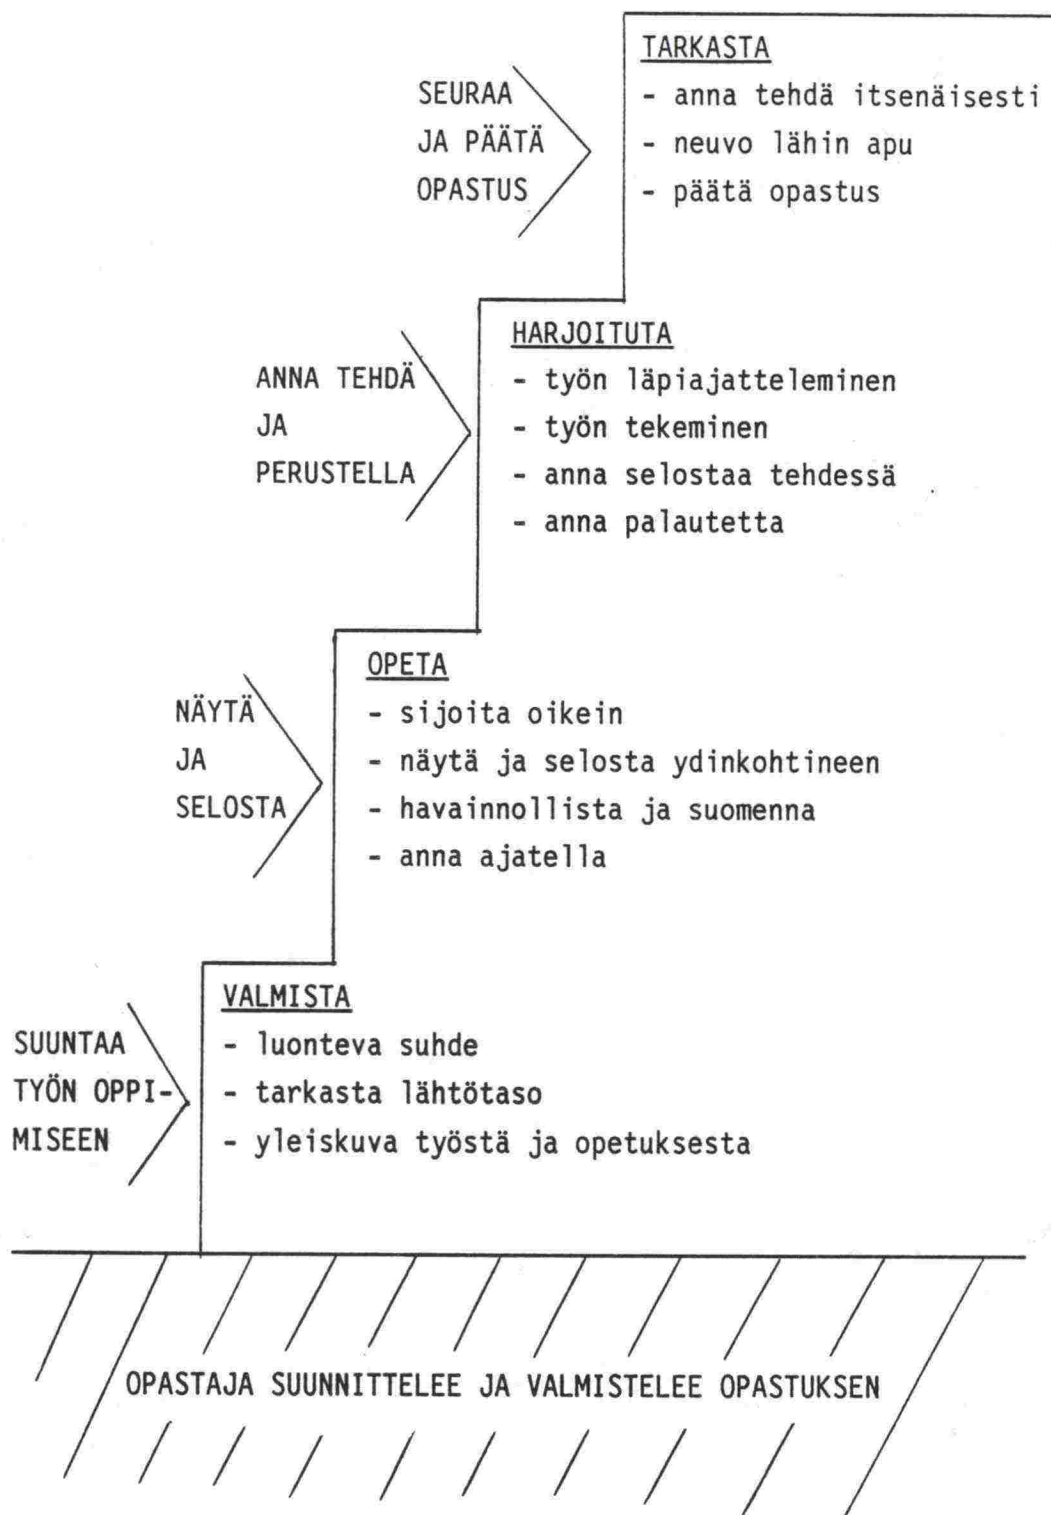 TARKASTA
- anna tehdä itsenäisesti
- neuvo lähin apu
- päätä opastus
SEURAA
JA PÄÄTÄ
OPASTUS
HARJOITUTA
- työn läpiajatteleminen
- työn tekeminen
- anna selostaa tehdessä
- anna palautetta
ANNA TEHDÄ
JA
PERUSTELLA
OPETA
- sijoita oikein
- näytä ja selosta ydinkohtineen
- havainnollista ja suomenna
- anna ajatella
NÄYTÄ
JA
SELOSTA
VALMISTA
- luonteva suhde
- tarkasta lähtötaso
- yleiskuva työstä ja opetuksesta
SUUNTAA
TYÖN OPPI-
MISEEN
OPASTAJA SUUNNITTELEE JA VALMISTELEE OPASTUKSEN